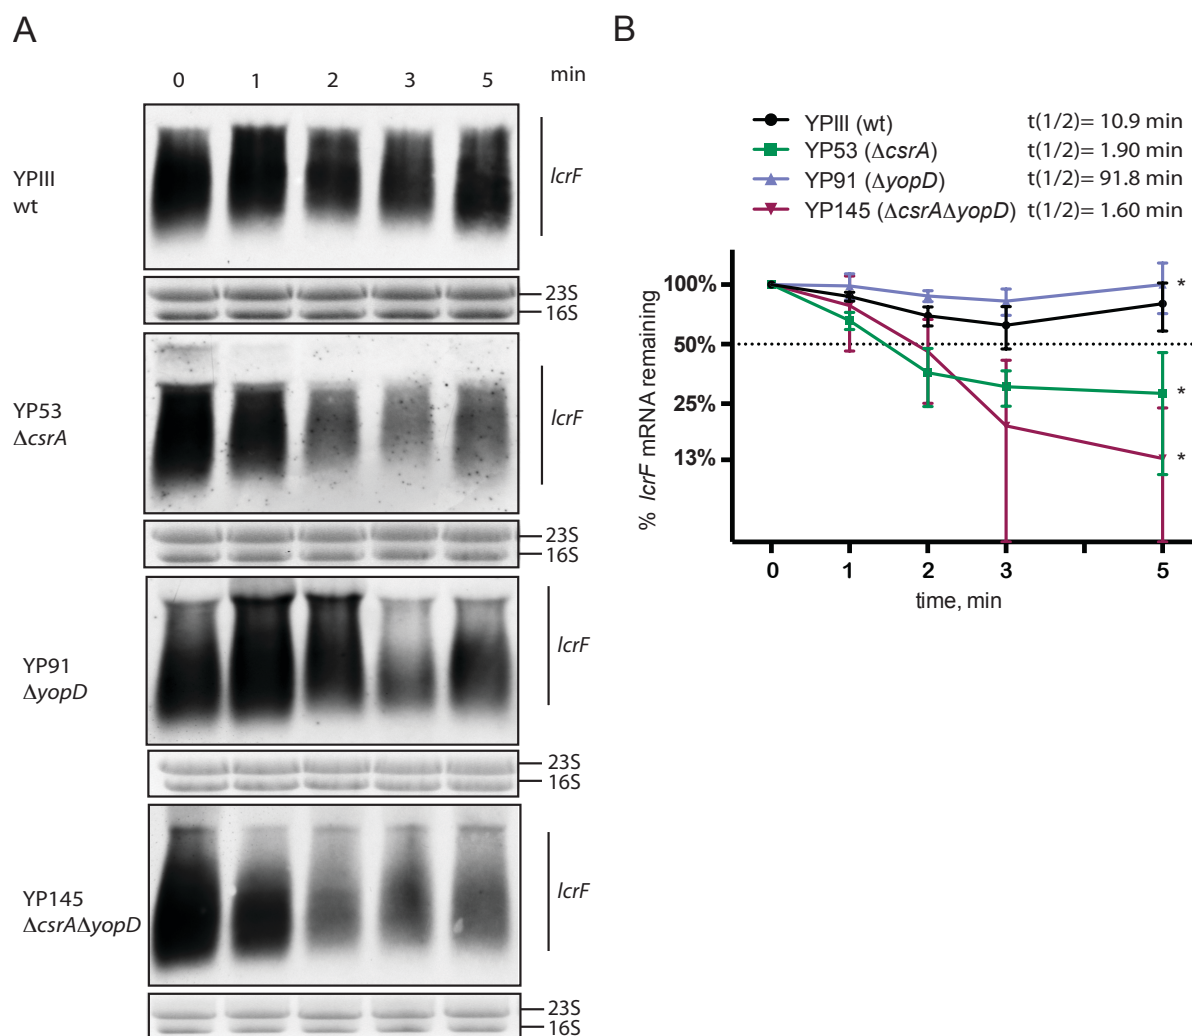 A
0 1 2 3 5 min
YPIII
wt
lcrF
23S
16S
YP53
ΔcsrA
lcrF
23S
16S
YP91
ΔyopD
lcrF
23S
16S
YP145
ΔcsrAΔyopD
lcrF
23S
16S
B
YPIII (wt) t(1/2)= 10.9 min
YP53 (ΔcsrA) t(1/2)= 1.90 min
YP91 (ΔyopD) t(1/2)= 91.8 min
YP145 (ΔcsrAΔyopD) t(1/2)= 1.60 min
% lcrF mRNA remaining
100%
50%
25%
13%
*
*
*
0 1 2 3 5
time, min